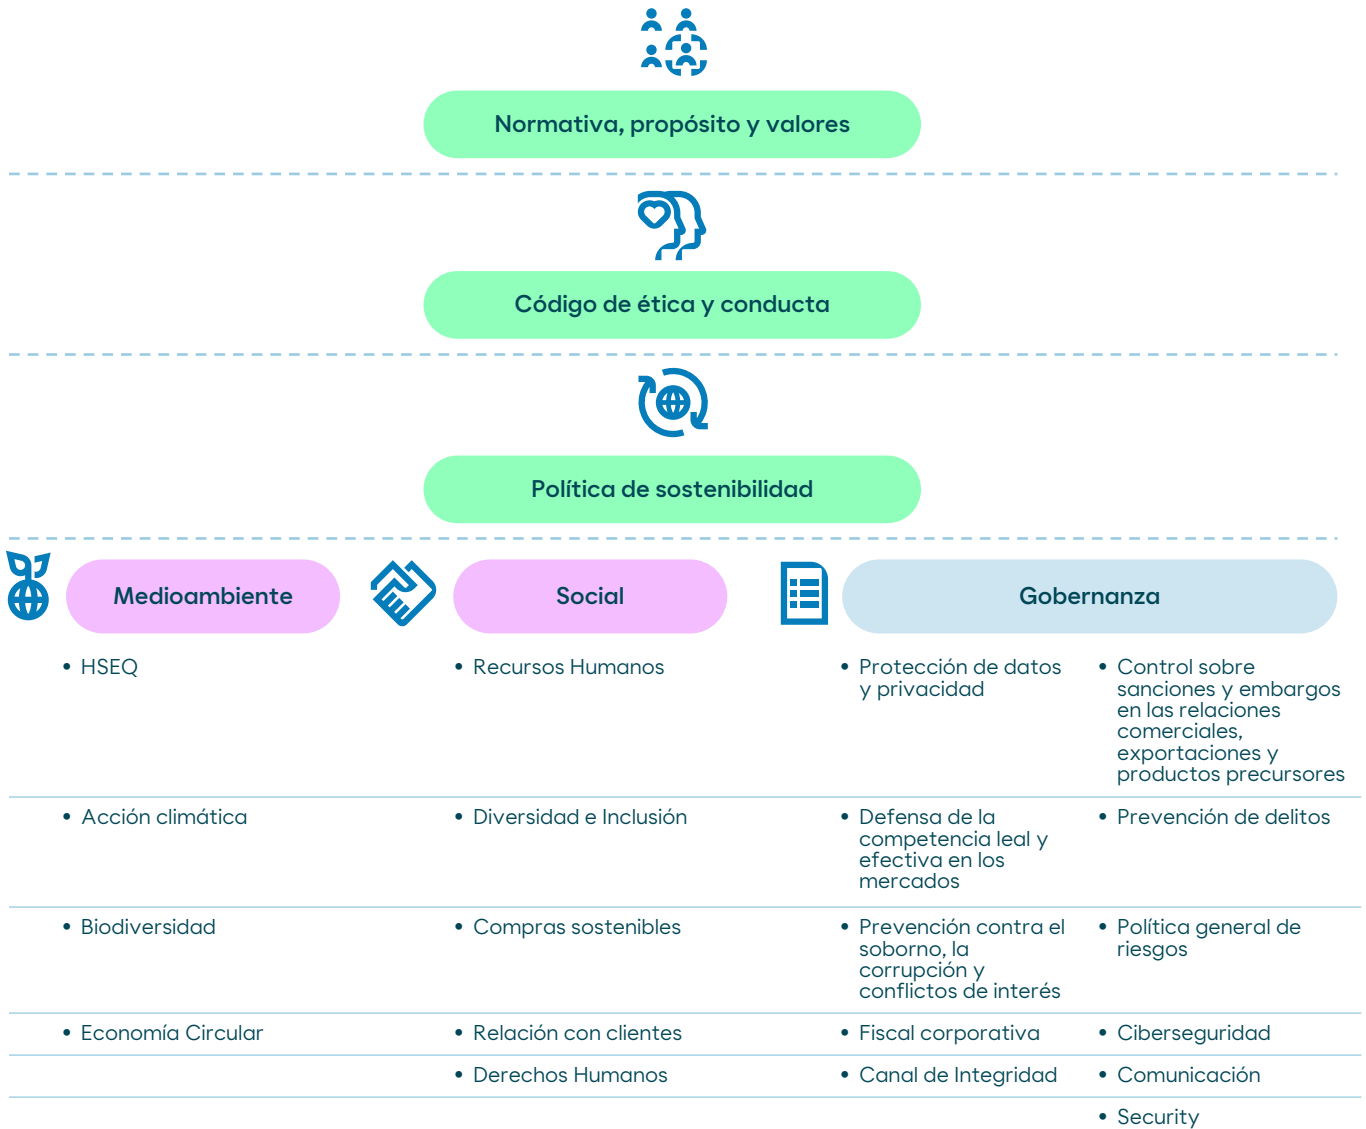 Normativa, propósito y valores
Código de ética y conducta
Política de sostenibilidad
Medioambiente
Social
Gobernanza
• HSEQ
• Recursos Humanos
• Protección de datos
y privacidad
• Control sobre
sanciones y embargos
en las relaciones
comerciales,
exportaciones y
productos precursores
• Acción climática
• Diversidad e Inclusión
• Defensa de la
competencia leal y
efectiva en los
mercados
• Prevención de delitos
• Biodiversidad
• Compras sostenibles
• Prevención contra el
soborno, la
corrupción y
conflictos de interés
• Política general de
riesgos
• Economía Circular
• Relación con clientes
• Fiscal corporativa
• Ciberseguridad
• Derechos Humanos
• Canal de Integridad
• Comunicación
• Security